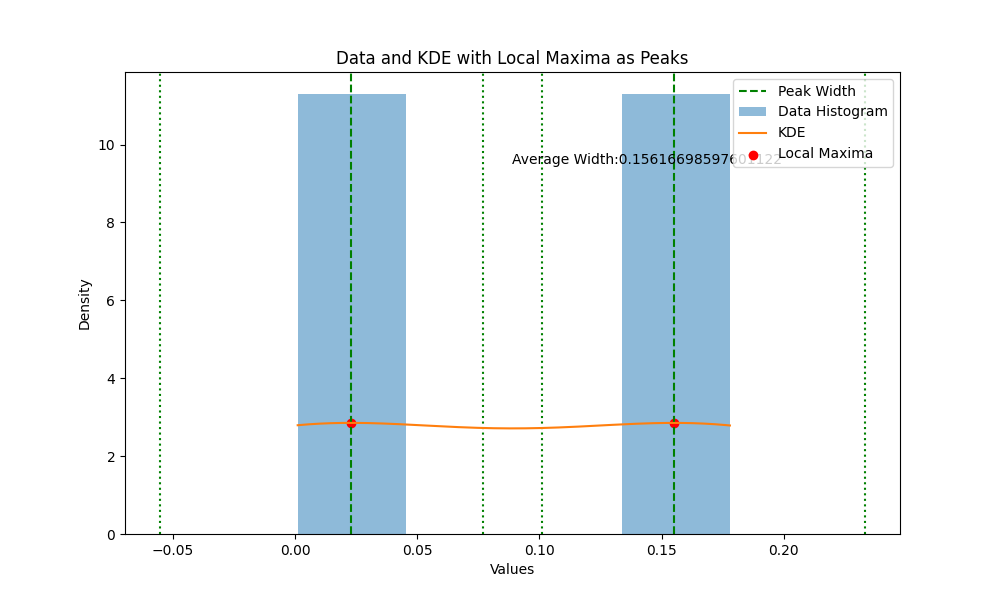 Data and KDE with Local Maxima as Peaks
Peak Width
Data Histogram
KDE
Local Maxima
Average Width:0.15616698597601122
Density
10
8
6
4
2
0
−0.05
0.00
0.05
0.10
0.15
0.20
Values